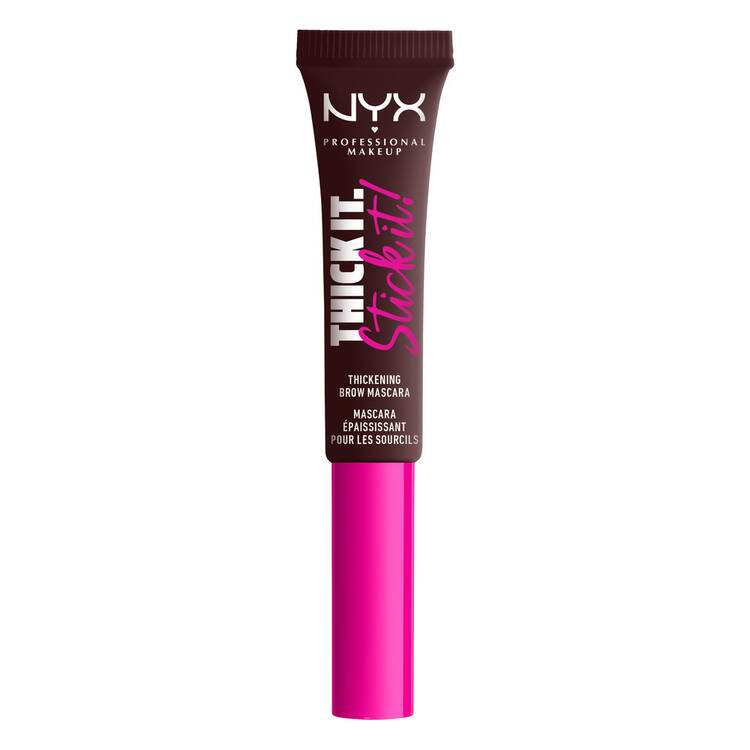 NYX
PROFESSIONAL
MAKEUP
THICK IT.
Stick it!
THICKENING
BROW MASCARA
MASCARA
ÉPAISSISSANT
POUR LES SOURCILS